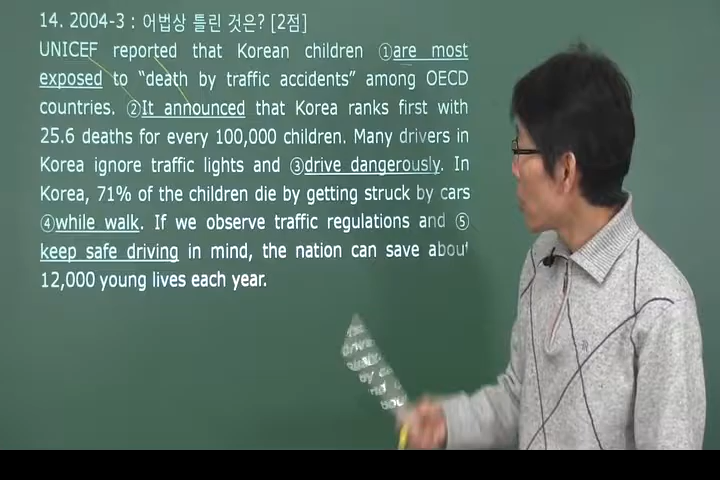 14. 2004-3 : 어법상 틀린 것은? [2점]
UNICEF reported that Korean children ①are most
exposed to “death by traffic accidents” among OECD
countries. ②It announced that Korea ranks first with
25.6 deaths for every 100,000 children. Many drivers in
Korea ignore traffic lights and ③drive dangerously. In
Korea, 71% of the children die by getting struck by cars
④while walk. If we observe traffic regulations and ⑤
keep safe driving in mind, the nation can save about
12,000 young lives each year.